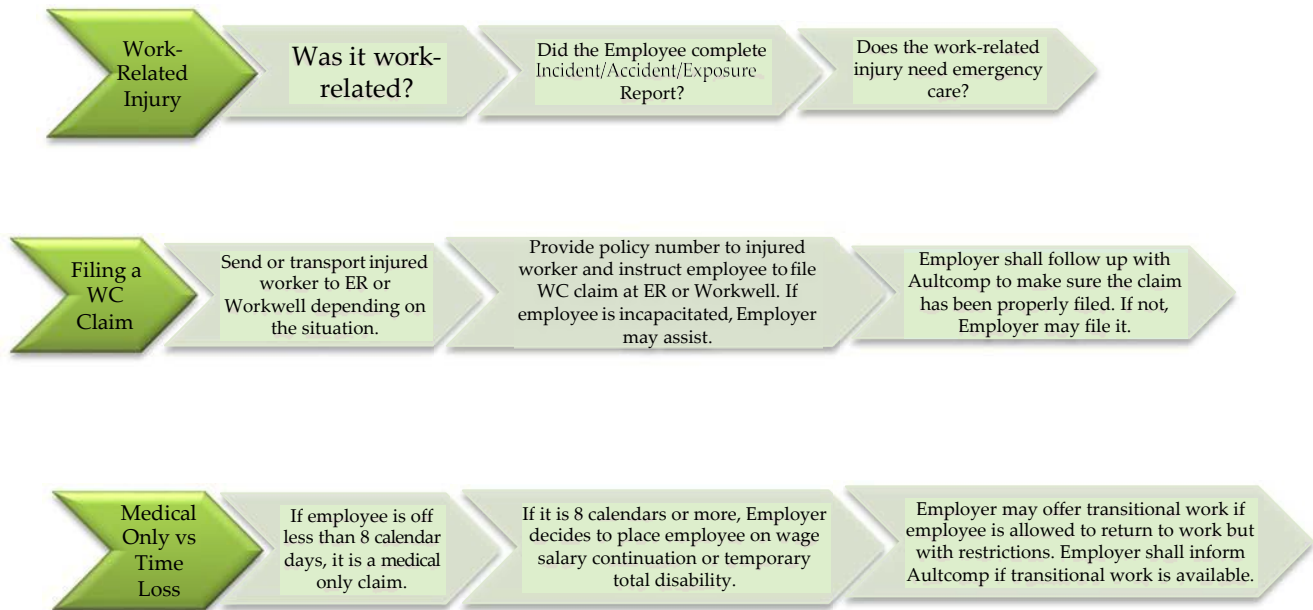 Work-
Related
Injury
Was it work-
related?
Did the Employee complete
Incident/Accident/Exposure
Report?
Does the work-related
injury need emergency
care?
Filing a
WC
Claim
Send or transport injured
worker to ER or
Workwell depending on
the situation.
Provide policy number to injured
worker and instruct employee to file
WC claim at ER or Workwell. If
employee is incapacitated, Employer
may assist.
Employer shall follow up with
Aultcomp to make sure the claim
has been properly filed. If not,
Employer may file it.
Medical
Only vs
Time
Loss
If employee is off
less than 8 calendar
days, it is a medical
only claim.
If it is 8 calendars or more, Employer
decides to place employee on wage
salary continuation or temporary
total disability.
Employer may offer transitional work if
employee is allowed to return to work but
with restrictions. Employer shall inform
Aultcomp if transitional work is available.